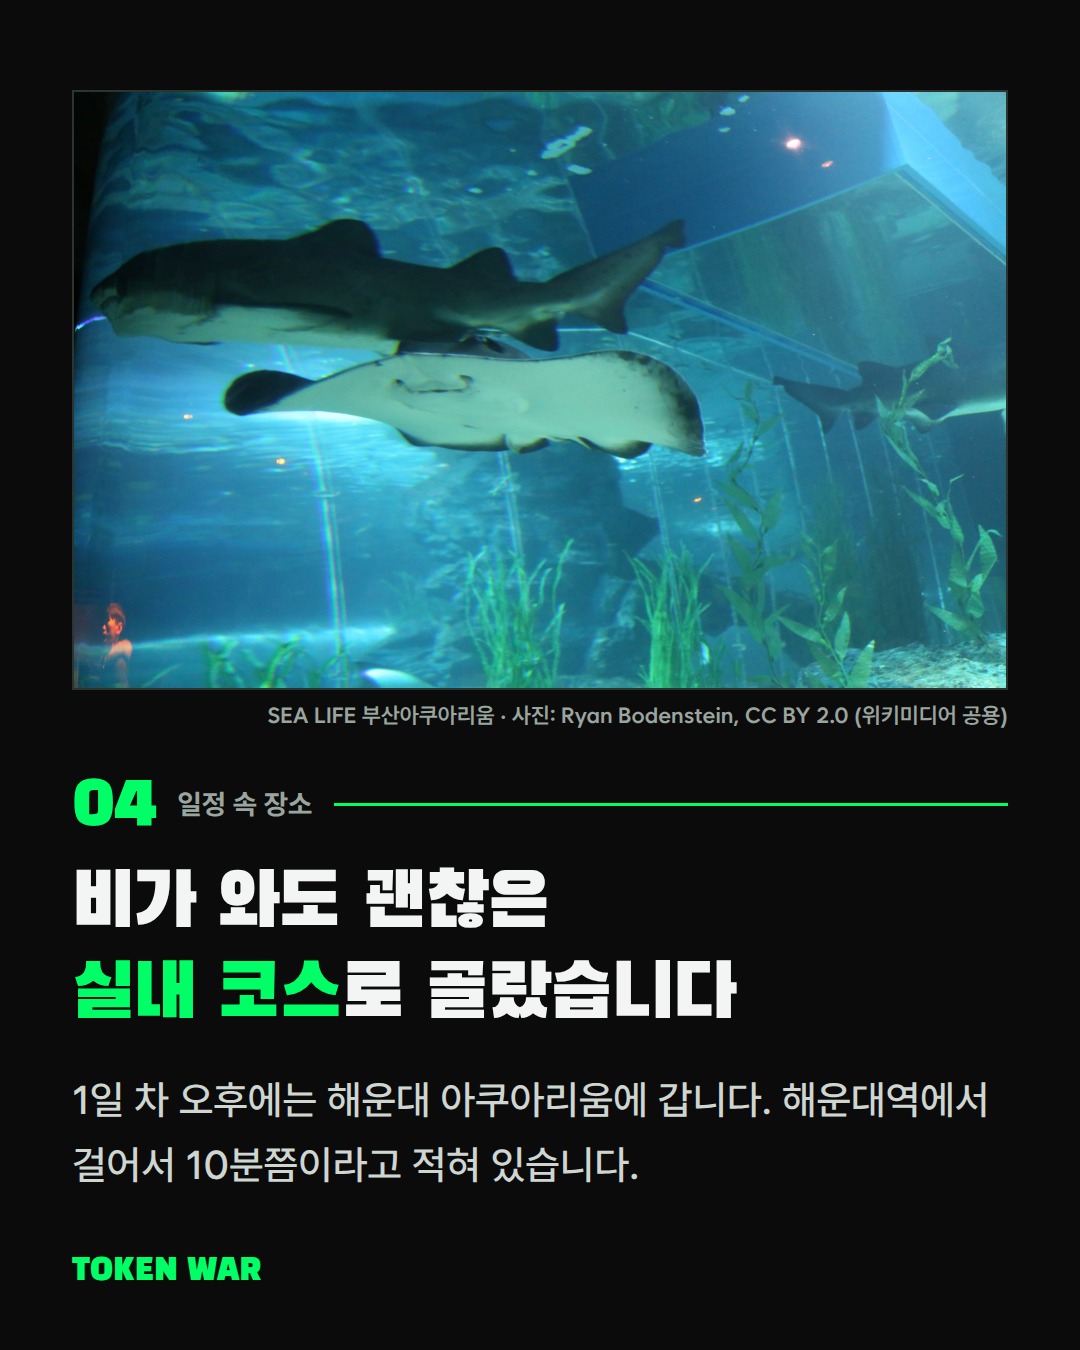 SEA LIFE 부산아쿠아리움 · 사진: Ryan Bodenstein, CC BY 2.0 (위키미디어 공용)
04 일정 속 장소
비가 와도 괜찮은
실내 코스로 골랐습니다
1일 차 오후에는 해운대 아쿠아리움에 갑니다. 해운대역에서
걸어서 10분쯤이라고 적혀 있습니다.
TOKEN WAR